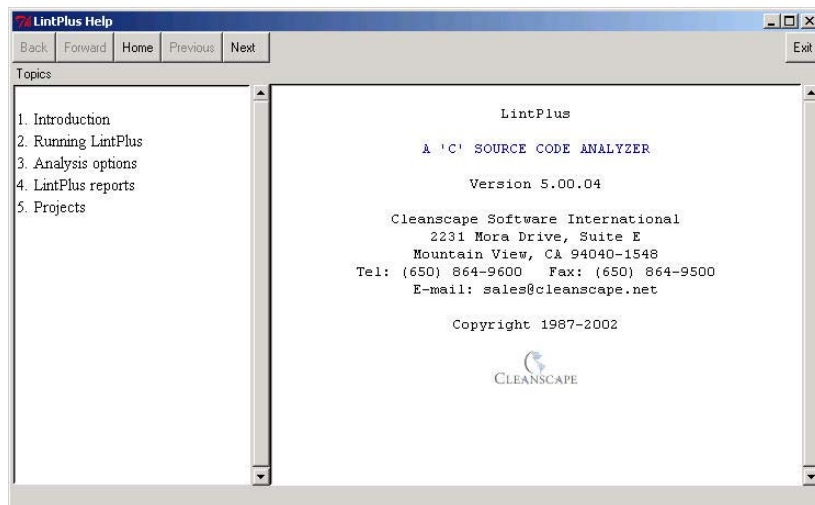 LintPlus Help
Back Forward Home Previous Next Exit
Topics
1. Introduction
2. Running LintPlus
3. Analysis options
4. LintPlus reports
5. Projects
LintPlus
A 'C' SOURCE CODE ANALYZER
Version 5.00.04
Cleanscape Software International
2231 Mora Drive, Suite E
Mountain View, CA 94040-1548
Tel: (650) 864-9600 Fax: (650) 864-9500
E-mail: sales@cleanscape.net
Copyright 1987-2002
CLEANSCAPE